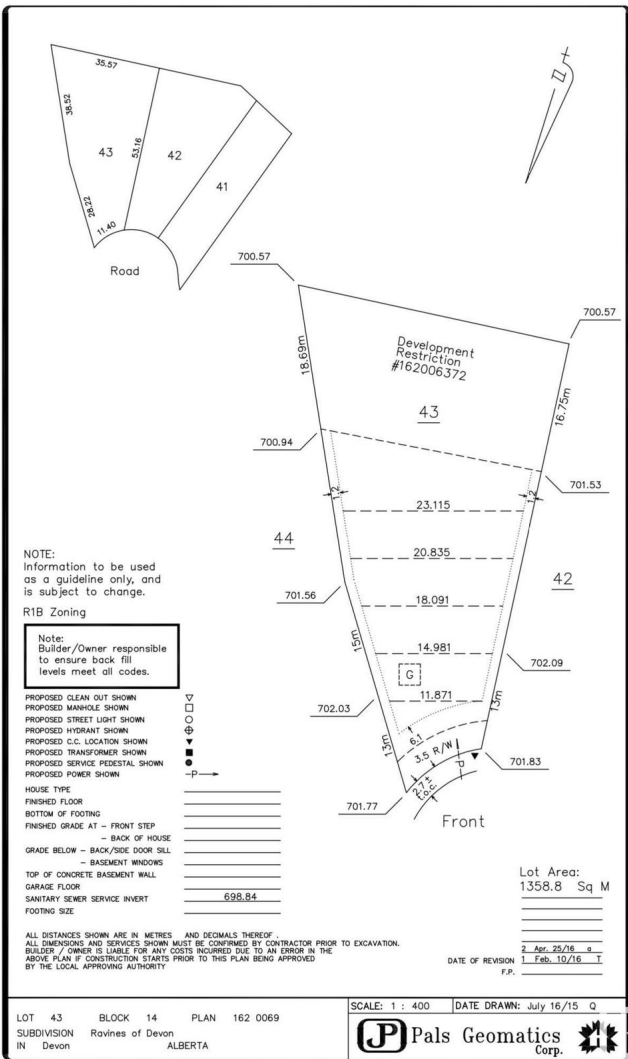 35.57
38.52
43
53.16
42
41
28.22
11.40
Road
700.57
700.57
18.69m
Development
Restriction
#162006372
43
16.75m
700.94
701.53
1.2
1.2
23.115
44
20.835
42
NOTE:
Information to be used
as a guideline only, and
is subject to change.
701.56
18.091
R1B Zoning
15m
14.981
702.09
Note:
Builder/Owner responsible
to ensure back fill
levels meet all codes.
G
11.871
13m
702.03
PROPOSED CLEAN OUT SHOWN
PROPOSED MANHOLE SHOWN
PROPOSED STREET LIGHT SHOWN
PROPOSED HYDRANT SHOWN
PROPOSED C.C. LOCATION SHOWN
PROPOSED TRANSFORMER SHOWN
PROPOSED SERVICE PEDESTAL SHOWN
PROPOSED POWER SHOWN -P-
13m
6.1
3.5 R/W
P
701.83
2.7 ±
t.o.c.
701.77
Front
HOUSE TYPE
FINISHED FLOOR
BOTTOM OF FOOTING
FINISHED GRADE AT - FRONT STEP
- BACK OF HOUSE
GRADE BELOW - BACK/SIDE DOOR SILL
- BASEMENT WINDOWS
TOP OF CONCRETE BASEMENT WALL
GARAGE FLOOR
SANITARY SEWER SERVICE INVERT 698.84
FOOTING SIZE
Lot Area:
1358.8 Sq M
ALL DISTANCES SHOWN ARE IN METRES AND DECIMALS THEREOF .
ALL DIMENSIONS AND SERVICES SHOWN MUST BE CONFIRMED BY CONTRACTOR PRIOR TO EXCAVATION.
BUILDER / OWNER IS LIABLE FOR ANY COSTS INCURRED DUE TO AN ERROR IN THE
ABOVE PLAN IF CONSTRUCTION STARTS PRIOR TO THIS PLAN BEING APPROVED
BY THE LOCAL APPROVING AUTHORITY
2 Apr. 25/16 a
DATE OF REVISION 1 Feb. 10/16 T
F.P.
LOT 43 BLOCK 14 PLAN 162 0069
SUBDIVISION Ravines of Devon
IN Devon ALBERTA
SCALE: 1 : 400 DATE DRAWN: July 16/15 Q
JP Pals Geomatics
Corp.